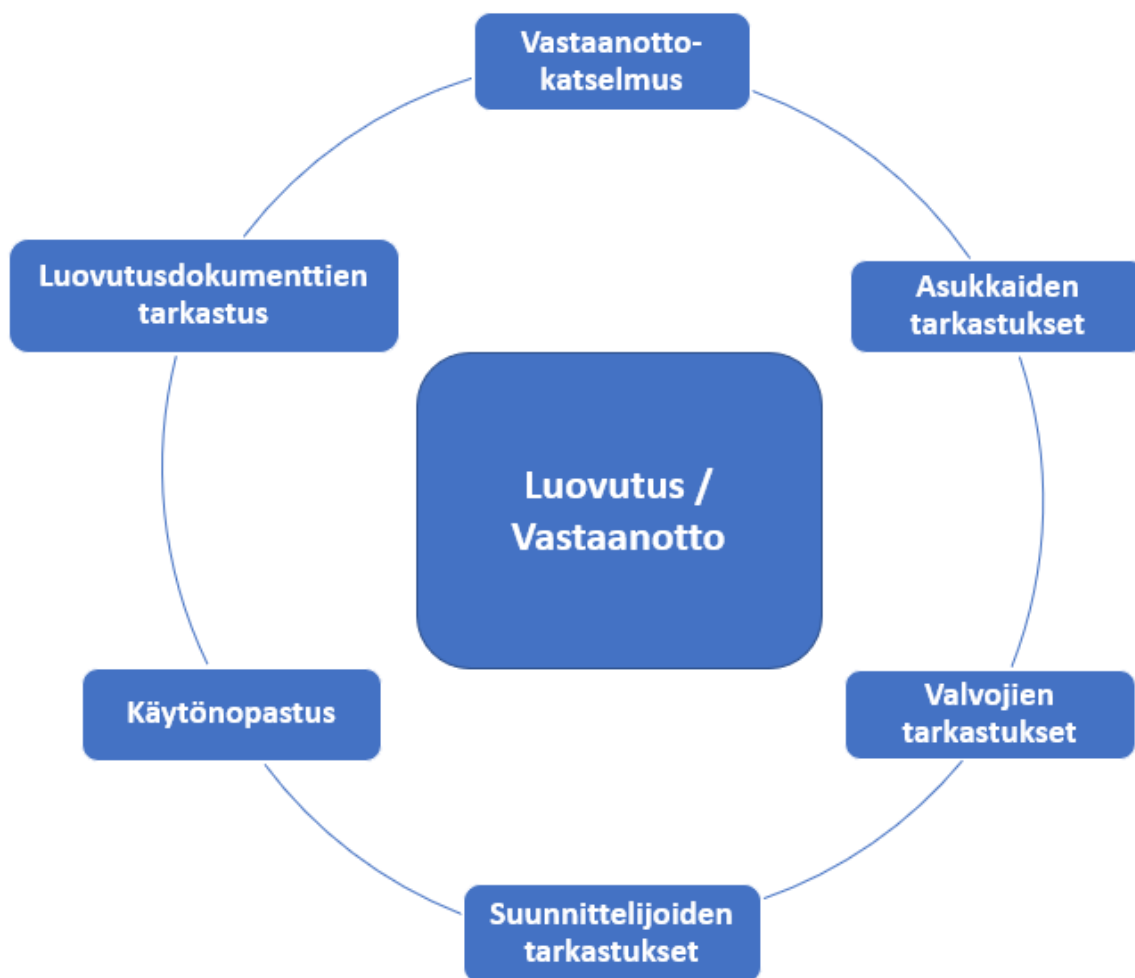 Vastaanotto-
katselmus
Luovutusdokumenttien
tarkastus
Asukkaiden
tarkastukset
Luovutus /
Vastaanotto
Käytönopastus
Valvojien
tarkastukset
Suunnittelijoiden
tarkastukset